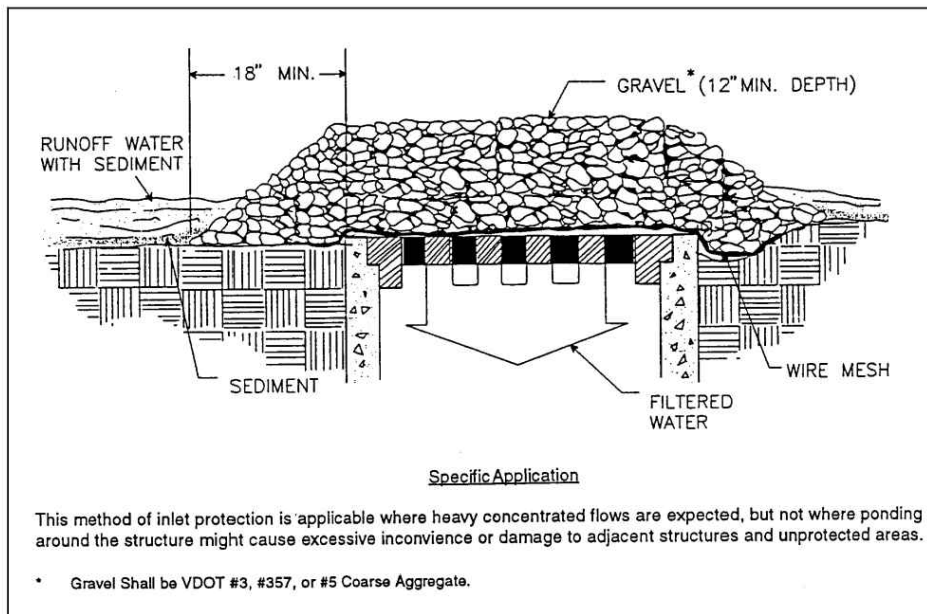 18" MIN.
GRAVEL* (12" MIN. DEPTH)
RUNOFF WATER
WITH SEDIMENT
SEDIMENT
WIRE MESH
FILTERED
WATER
Specific Application
This method of inlet protection is applicable where heavy concentrated flows are expected, but not where ponding
around the structure might cause excessive inconvience or damage to adjacent structures and unprotected areas.
* Gravel Shall be VDOT #3, #357, or #5 Coarse Aggregate.